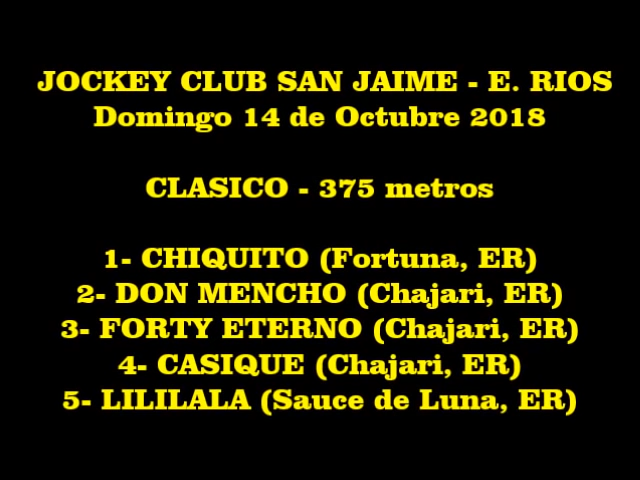 JOCKEY CLUB SAN JAIME - E. RIOS
Domingo 14 de Octubre 2018
CLASICO - 375 metros
1- CHIQUITO (Fortuna, ER)
2- DON MENCHO (Chajari, ER)
3- FORTY ETERNO (Chajari, ER)
4- CASIQUE (Chajari, ER)
5- LILILALA (Sauce de Luna, ER)